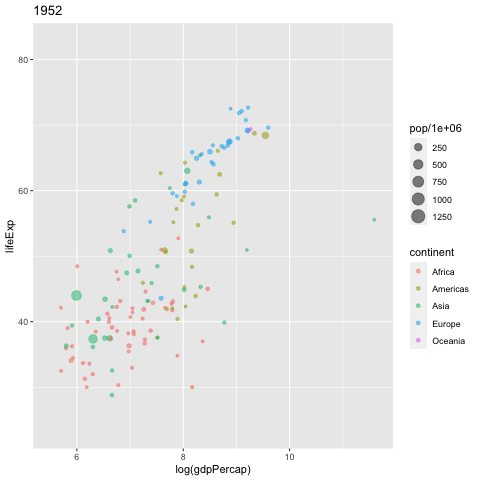 1952
80
60
40
lifeExp
6
8
10
log(gdpPercap)
pop/1e+06
250
500
750
1000
1250
continent
Africa
Americas
Asia
Europe
Oceania